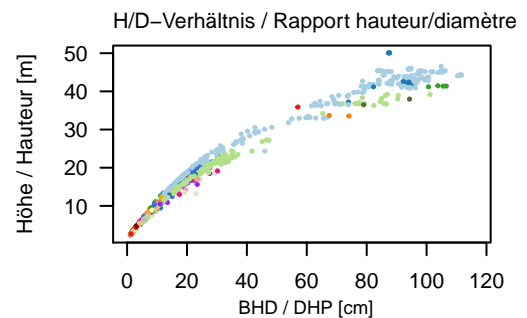 H/D−Verhältnis / Rapport hauteur/diamètre
Höhe / Hauteur [m]
50
40
30
20
10
0 20 40 60 80 100 120
BHD / DHP [cm]